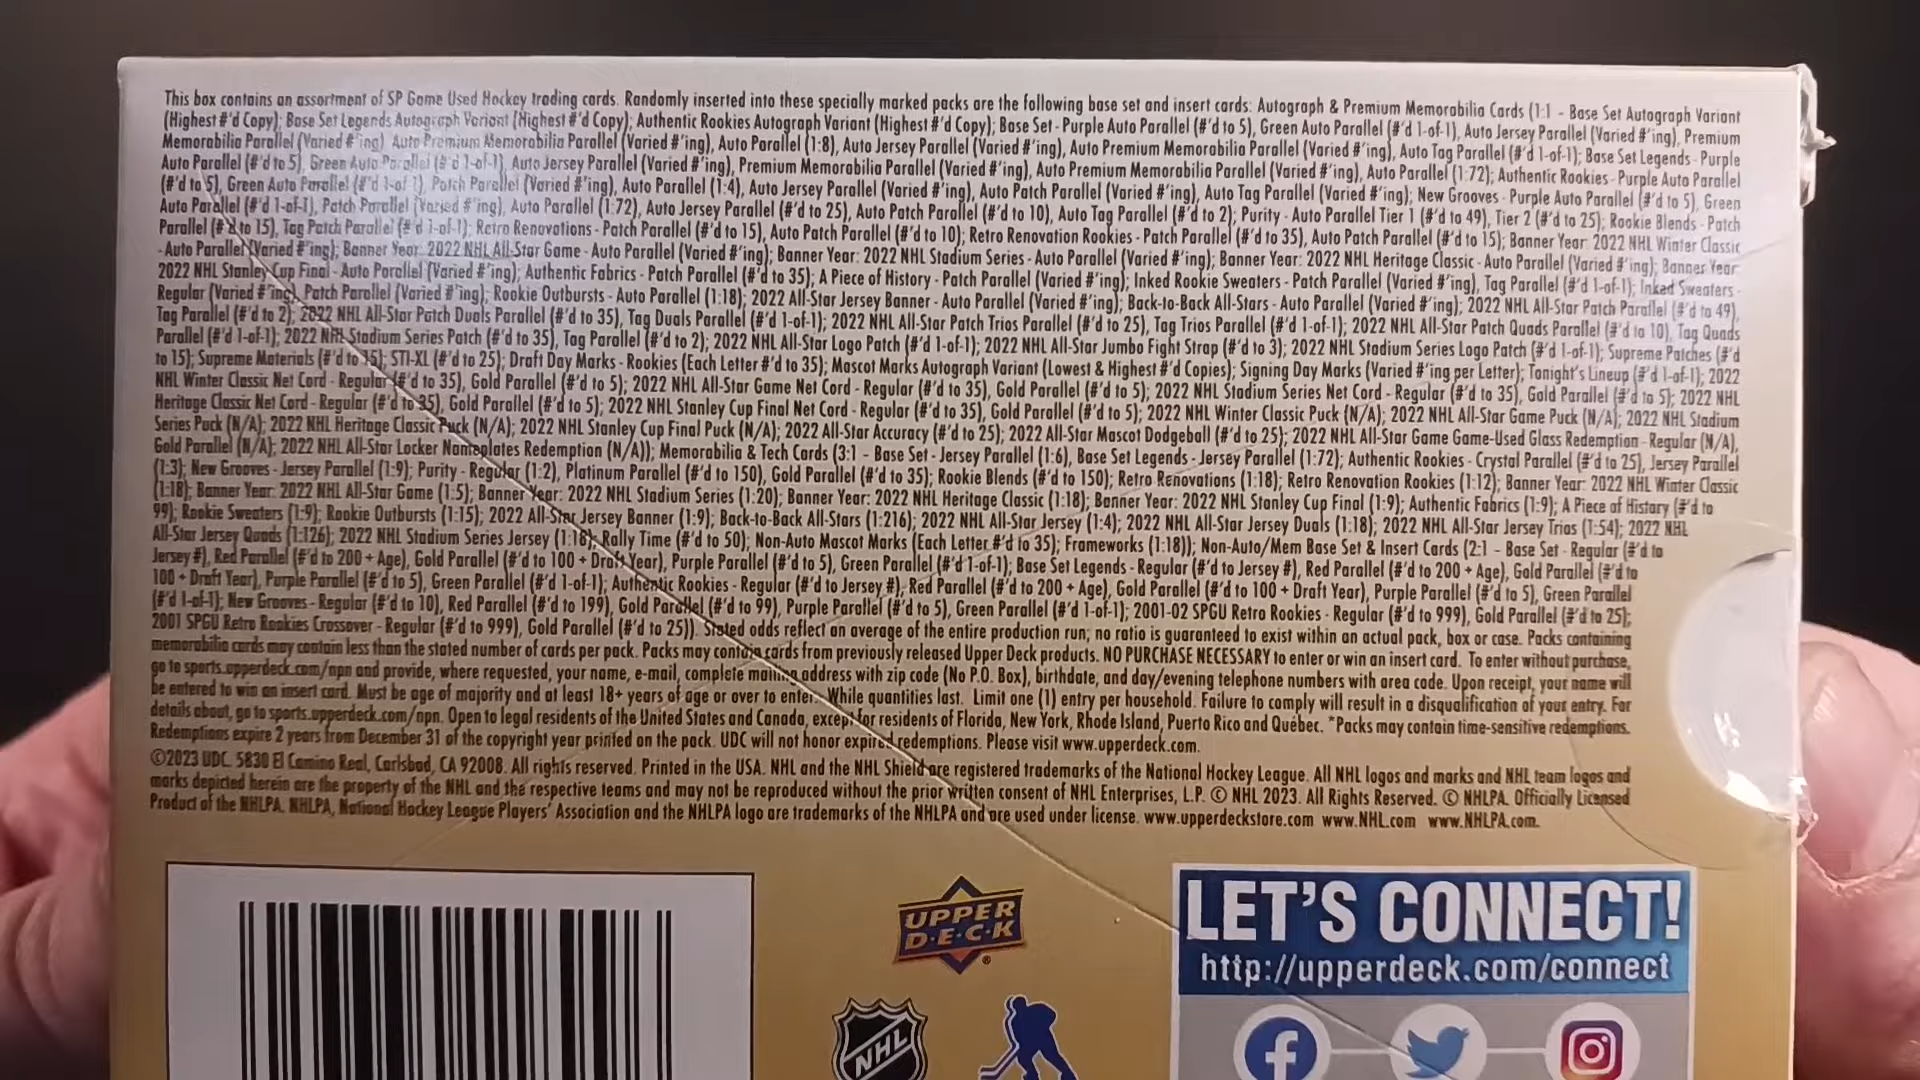 This box contains an assortment of SP Game Used Hockey trading cards. Randomly inserted into these specially marked packs are the following base set and insert cards: Autograph & Premium Memorabilia Cards (1:1 - Base Set Autograph Variant
(Highest #'d Copy); Base Set Legends Autograph Variant (Highest #'d Copy); Authentic Rookies Autograph Variant (Highest #'d Copy); Base Set - Purple Auto Parallel (#'d to 5), Green Auto Parallel (#'d 1-of-1), Auto Jersey Parallel (Varied #'ing), Premium
Memorabilia Parallel (Varied #'ing), Auto Premium Memorabilia Parallel (Varied #'ing), Auto Parallel (1:8), Auto Jersey Parallel (Varied #'ing), Auto Premium Memorabilia Parallel (Varied #'ing), Auto Tag Parallel (#'d 1-of-1); Base Set Legends - Purple
Auto Parallel (#'d to 5), Green Auto Parallel (#'d 1-of-1), Auto Jersey Parallel (Varied #'ing), Premium Memorabilia Parallel (Varied #'ing), Auto Premium Memorabilia Parallel (Varied #'ing), Auto Parallel (1:72); Authentic Rookies - Purple Auto Parallel
(#'d to 5), Green Auto Parallel (#'d 1-of 1), Patch Parallel (Varied #'ing), Auto Parallel (1:4), Auto Jersey Parallel (Varied #'ing), Auto Patch Parallel (Varied #'ing), Auto Tag Parallel (Varied #'ing); New Grooves - Purple Auto Parallel (#'d to 5), Green
Auto Parallel (#'d 1-of-1), Patch Parallel (Varied #'ing), Auto Parallel (1:72), Auto Jersey Parallel (#'d to 25), Auto Patch Parallel (#'d to 10), Auto Tag Parallel (#'d to 2); Purity - Auto Parallel Tier 1 (#'d to 49), Tier 2 (#'d to 25); Rookie Blends - Patch
Parallel (#'d to 15), Tag Patch Parallel (#'d 1-of-1); Retro Renovations - Patch Parallel (#'d to 15), Auto Patch Parallel (#'d to 10); Retro Renovation Rookies - Patch Parallel (#'d to 35), Auto Patch Parallel (#'d to 15); Banner Year: 2022 NHL Winter Classic
- Auto Parallel (Varied #'ing); Banner Year: 2022 NHL All-Star Game - Auto Parallel (Varied #'ing); Banner Year: 2022 NHL Stadium Series - Auto Parallel (Varied #'ing); Banner Year: 2022 NHL Heritage Classic - Auto Parallel (Varied #'ing); Banner Year:
2022 NHL Stanley Cup Final - Auto Parallel (Varied #'ing); Authentic Fabrics - Patch Parallel (#'d to 35); A Piece of History - Patch Parallel (Varied #'ing); Inked Rookie Sweaters - Patch Parallel (Varied #'ing), Tag Parallel (#'d 1-of-1); Inked Sweaters -
Regular (Varied #'ing), Patch Parallel (Varied #'ing); Rookie Outbursts - Auto Parallel (1:18); 2022 All-Star Jersey Banner - Auto Parallel (Varied #'ing); Back-to-Back All-Stars - Auto Parallel (Varied #'ing); 2022 NHL All-Star Patch Parallel (#'d to 49),
Tag Parallel (#'d to 2); 2022 NHL All-Star Patch Duals Parallel (#'d to 35), Tag Duals Parallel (#'d 1-of-1); 2022 NHL All-Star Patch Trios Parallel (#'d to 25), Tag Trios Parallel (#'d 1-of-1); 2022 NHL All-Star Patch Quads Parallel (#'d to 10), Tag Quads
Parallel (#'d 1-of-1); 2022 NHL Stadium Series Patch (#'d to 35), Tag Parallel (#'d to 2); 2022 NHL All-Star Logo Patch (#'d 1-of-1); 2022 NHL All-Star Jumbo Fight Strap (#'d to 3); 2022 NHL Stadium Series Logo Patch (#'d 1-of-1); Supreme Patches (#'d
to 15); Supreme Materials (#'d to 15); STI-XL (#'d to 25); Draft Day Marks - Rookies (Each Letter #'d to 35); Mascot Marks Autograph Variant (Lowest & Highest #'d Copies); Signing Day Marks (Varied #'ing per Letter); Tonight's Lineup (#'d 1-of-1); 2022
NHL Winter Classic Net Cord - Regular (#'d to 35), Gold Parallel (#'d to 5); 2022 NHL All-Star Game Net Cord - Regular (#'d to 35), Gold Parallel (#'d to 5); 2022 NHL Stadium Series Net Cord - Regular (#'d to 35), Gold Parallel (#'d to 5); 2022 NHL
Heritage Classic Net Cord - Regular (#'d to 35), Gold Parallel (#'d to 5); 2022 NHL Stanley Cup Final Net Cord - Regular (#'d to 35), Gold Parallel (#'d to 5); 2022 NHL Winter Classic Puck (N/A); 2022 NHL All-Star Game Puck (N/A); 2022 NHL Stadium
Series Puck (N/A); 2022 NHL Heritage Classic Puck (N/A); 2022 NHL Stanley Cup Final Puck (N/A); 2022 All-Star Accuracy (#'d to 25); 2022 All-Star Mascot Dodgeball (#'d to 25); 2022 NHL All-Star Game Game-Used Glass Redemption - Regular (N/A),
Gold Parallel (N/A); 2022 NHL All-Star Locker Nameplates Redemption (N/A)); Memorabilia & Tech Cards (3:1 - Base Set - Jersey Parallel (1:6), Base Set Legends - Jersey Parallel (1:72); Authentic Rookies - Crystal Parallel (#'d to 25), Jersey Parallel
(1:3); New Grooves - Jersey Parallel (1:9); Purity - Regular (1:2), Platinum Parallel (#'d to 150), Gold Parallel (#'d to 35); Rookie Blends (#'d to 150); Retro Renovations (1:18); Retro Renovation Rookies (1:12); Banner Year: 2022 NHL Winter Classic
(1:18); Banner Year: 2022 NHL All-Star Game (1:5); Banner Year: 2022 NHL Stadium Series (1:20); Banner Year: 2022 NHL Heritage Classic (1:18); Banner Year: 2022 NHL Stanley Cup Final (1:9); Authentic Fabrics (1:9); A Piece of History (#'d to
99); Rookie Sweaters (1:9); Rookie Outbursts (1:15); 2022 All-Star Jersey Banner (1:9); Back-to-Back All-Stars (1:216); 2022 NHL All-Star Jersey (1:4); 2022 NHL All-Star Jersey Duals (1:18); 2022 NHL All-Star Jersey Trios (1:54); 2022 NHL
All-Star Jersey Quads (1:126); 2022 NHL Stadium Series Jersey (1:18); Rally Time (#'d to 50); Non-Auto Mascot Marks (Each Letter #'d to 35); Frameworks (1:18)); Non-Auto/Mem Base Set & Insert Cards (2:1 - Base Set - Regular (#'d to
Jersey #), Red Parallel (#'d to 200 + Age), Gold Parallel (#'d to 100 + Draft Year), Purple Parallel (#'d to 5), Green Parallel (#'d 1-of-1); Base Set Legends - Regular (#'d to Jersey #), Red Parallel (#'d to 200 + Age), Gold Parallel (#'d to
100 + Draft Year), Purple Parallel (#'d to 5), Green Parallel (#'d 1-of-1); Authentic Rookies - Regular (#'d to Jersey #), Red Parallel (#'d to 200 + Age), Gold Parallel (#'d to 100 + Draft Year), Purple Parallel (#'d to 5), Green Parallel
(#'d 1-of-1); New Grooves - Regular (#'d to 10), Red Parallel (#'d to 199), Gold Parallel (#'d to 99), Purple Parallel (#'d to 5), Green Parallel (#'d 1-of-1); 2001-02 SPGU Retro Rookies - Regular (#'d to 999), Gold Parallel (#'d to 25);
2001 SPGU Retro Rookies Crossover - Regular (#'d to 999), Gold Parallel (#'d to 25)). Stated odds reflect an average of the entire production run; no ratio is guaranteed to exist within an actual pack, box or case. Packs containing
memorabilia cards may contain less than the stated number of cards per pack. Packs may contain cards from previously released Upper Deck products. NO PURCHASE NECESSARY to enter or win an insert card. To enter without purchase,
go to sports.upperdeck.com/npn and provide, where requested, your name, e-mail, complete mailing address with zip code (No P.O. Box), birthdate, and day/evening telephone numbers with area code. Upon receipt, your name will
be entered to win an insert card. Must be age of majority and at least 18+ years of age or over to enter. While quantities last. Limit one (1) entry per household. Failure to comply will result in a disqualification of your entry. For
details about, go to sports.upperdeck.com/npn. Open to legal residents of the United States and Canada, except for residents of Florida, New York, Rhode Island, Puerto Rico and Québec. *Packs may contain time-sensitive redemptions.
Redemptions expire 2 years from December 31 of the copyright year printed on the pack. UDC will not honor expired redemptions. Please visit www.upperdeck.com.
©2023 UDC. 5830 El Camino Real, Carlsbad, CA 92008. All rights reserved. Printed in the USA. NHL and the NHL Shield are registered trademarks of the National Hockey League. All NHL logos and marks and NHL team logos and
marks depicted herein are the property of the NHL and the respective teams and may not be reproduced without the prior written consent of NHL Enterprises, L.P. © NHL 2023. All Rights Reserved. © NHLPA. Officially Licensed
Product of the NHLPA. NHLPA, National Hockey League Players' Association and the NHLPA logo are trademarks of the NHLPA and are used under license. www.upperdeckstore.com www.NHL.com www.NHLPA.com.
UPPER
D·E·C·K
®
NHL
LET'S CONNECT!
http://upperdeck.com/connect